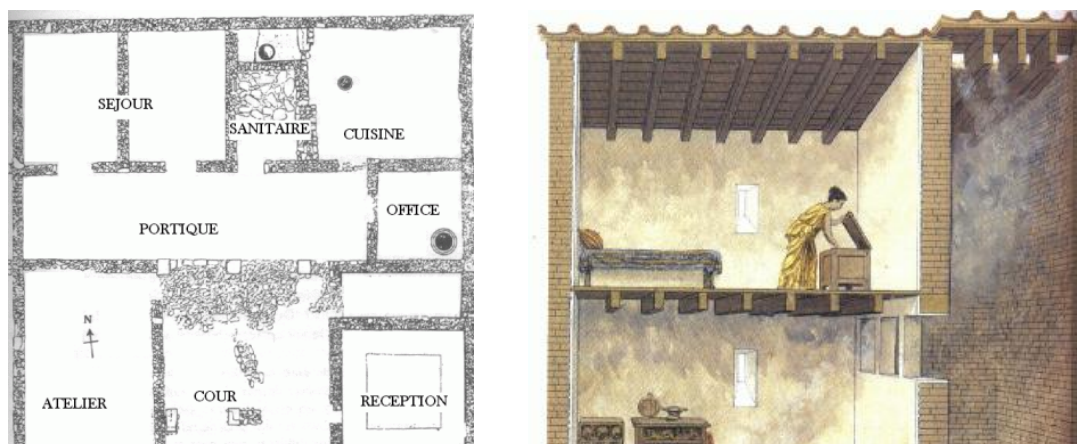 SEJOUR
SANITAIRE
CUISINE
OFFICE
PORTIQUE
N
ATELIER
COUR
RECEPTION